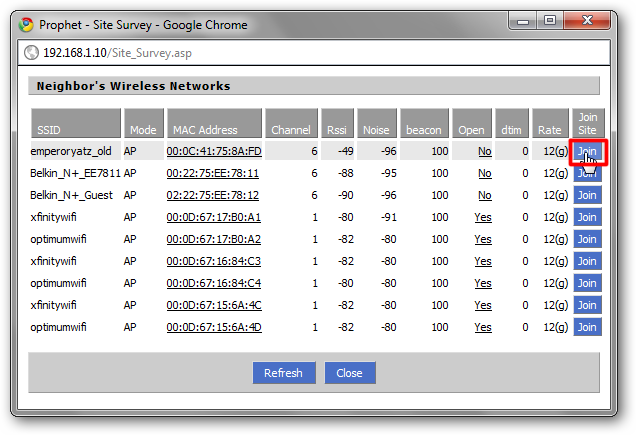 Prophet - Site Survey - Google Chrome
192.168.1.10/Site_Survey.asp
Neighbor's Wireless Networks
SSID Mode MAC Address Channel Rssi Noise beacon Open dtim Rate Join Site
emperoryatz_old AP 00:0C:41:75:8A:FD 6 -49 -96 100 No 0 12(g) Join
Belkin_N+_EE7811 AP 00:22:75:EE:78:11 6 -88 -95 100 No 0 12(g) Join
Belkin_N+_Guest AP 02:22:75:EE:78:12 6 -90 -96 100 No 0 12(g) Join
xfinitywifi AP 00:0D:67:17:B0:A1 1 -80 -91 100 Yes 0 12(g) Join
optimumwifi AP 00:0D:67:17:B0:A2 1 -82 -80 100 Yes 0 12(g) Join
xfinitywifi AP 00:0D:67:16:84:C3 1 -82 -80 100 Yes 0 12(g) Join
optimumwifi AP 00:0D:67:16:84:C4 1 -80 -80 100 Yes 0 12(g) Join
xfinitywifi AP 00:0D:67:15:6A:4C 1 -82 -80 100 Yes 0 12(g) Join
optimumwifi AP 00:0D:67:15:6A:4D 1 -82 -80 100 Yes 0 12(g) Join
Refresh Close